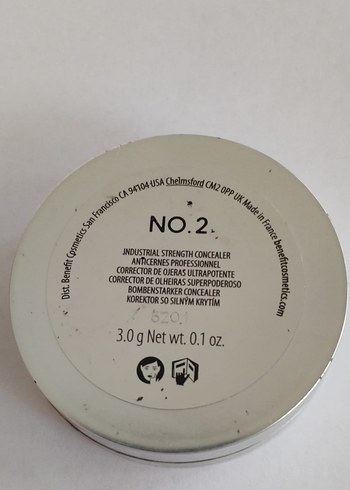 Dist. Benefit Cosmetics San Francisco CA 94104 USA Chelmsford CM2 0PP UK Made in France benefitcosmetics.com
NO.2
INDUSTRIAL STRENGTH CONCEALER
ANTICERNES PROFESSIONNEL
CORRECTOR DE OJERAS ULTRAPOTENTE
CORRECTOR DE OLHEIRAS SUPERPODEROSO
BOMBENSTARKER CONCEALER
KOREKTOR SO SILNÝM KRYTÍM
3.0 g Net wt. 0.1 oz.